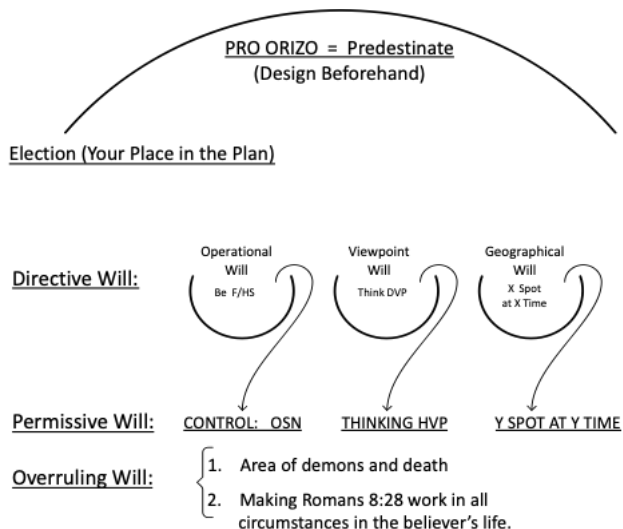 PRO ORIZO = Predestinate
(Design Beforehand)
Election (Your Place in the Plan)
Directive Will:
Operational
Will
Be F/HS
Viewpoint
Will
Think DVP
Geographical
Will
X Spot
at X Time
Permissive Will: CONTROL: OSN THINKING HVP Y SPOT AT Y TIME
Overruling Will:
1. Area of demons and death
2. Making Romans 8:28 work in all
circumstances in the believer's life.